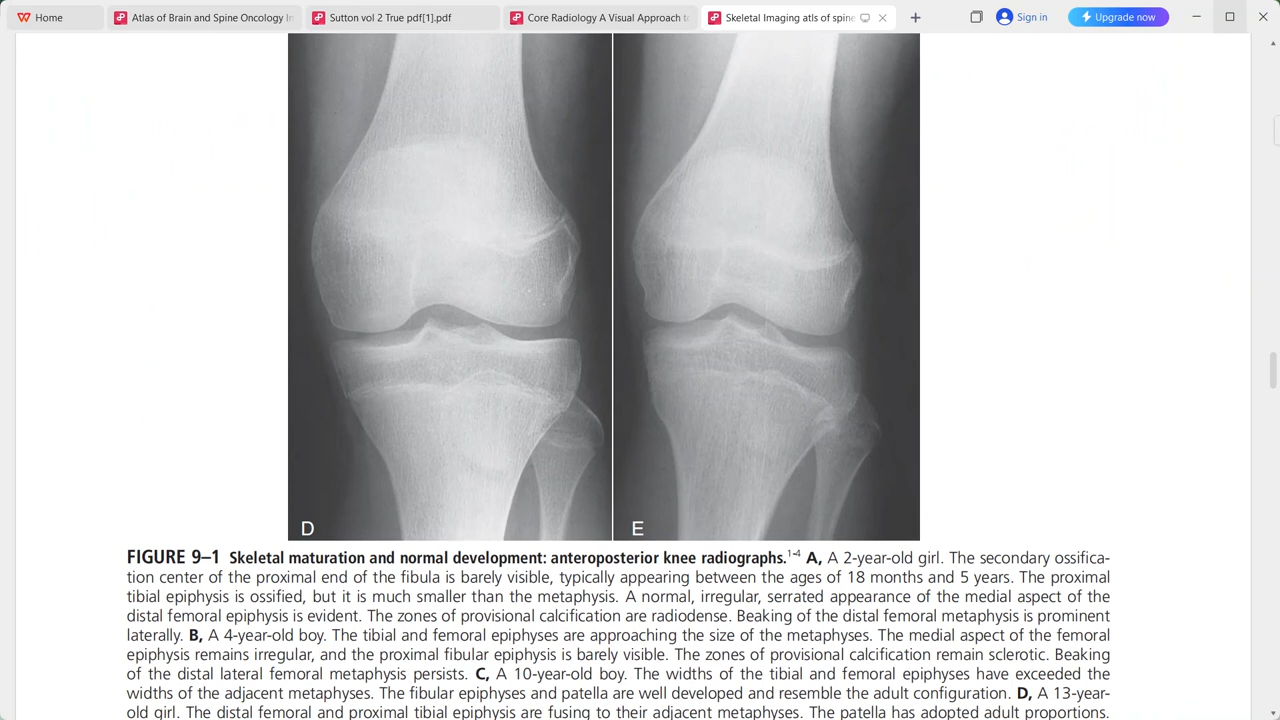 Home
Atlas of Brain and Spine Oncology I
Sutton vol 2 True pdf[1].pdf
Core Radiology A Visual Approach to
Skeletal Imaging atls of spine
Sign in
Upgrade now
D
E
FIGURE 9–1 Skeletal maturation and normal development: anteroposterior knee radiographs.1-4 A, A 2-year-old girl. The secondary ossifica-
tion center of the proximal end of the fibula is barely visible, typically appearing between the ages of 18 months and 5 years. The proximal
tibial epiphysis is ossified, but it is much smaller than the metaphysis. A normal, irregular, serrated appearance of the medial aspect of the
distal femoral epiphysis is evident. The zones of provisional calcification are radiodense. Beaking of the distal femoral metaphysis is prominent
laterally. B, A 4-year-old boy. The tibial and femoral epiphyses are approaching the size of the metaphyses. The medial aspect of the femoral
epiphysis remains irregular, and the proximal fibular epiphysis is barely visible. The zones of provisional calcification remain sclerotic. Beaking
of the distal lateral femoral metaphysis persists. C, A 10-year-old boy. The widths of the tibial and femoral epiphyses have exceeded the
widths of the adjacent metaphyses. The fibular epiphyses and patella are well developed and resemble the adult configuration. D, A 13-year-
old girl. The distal femoral and proximal tibial epiphysis are fusing to their adjacent metaphyses. The patella has adopted adult proportions.